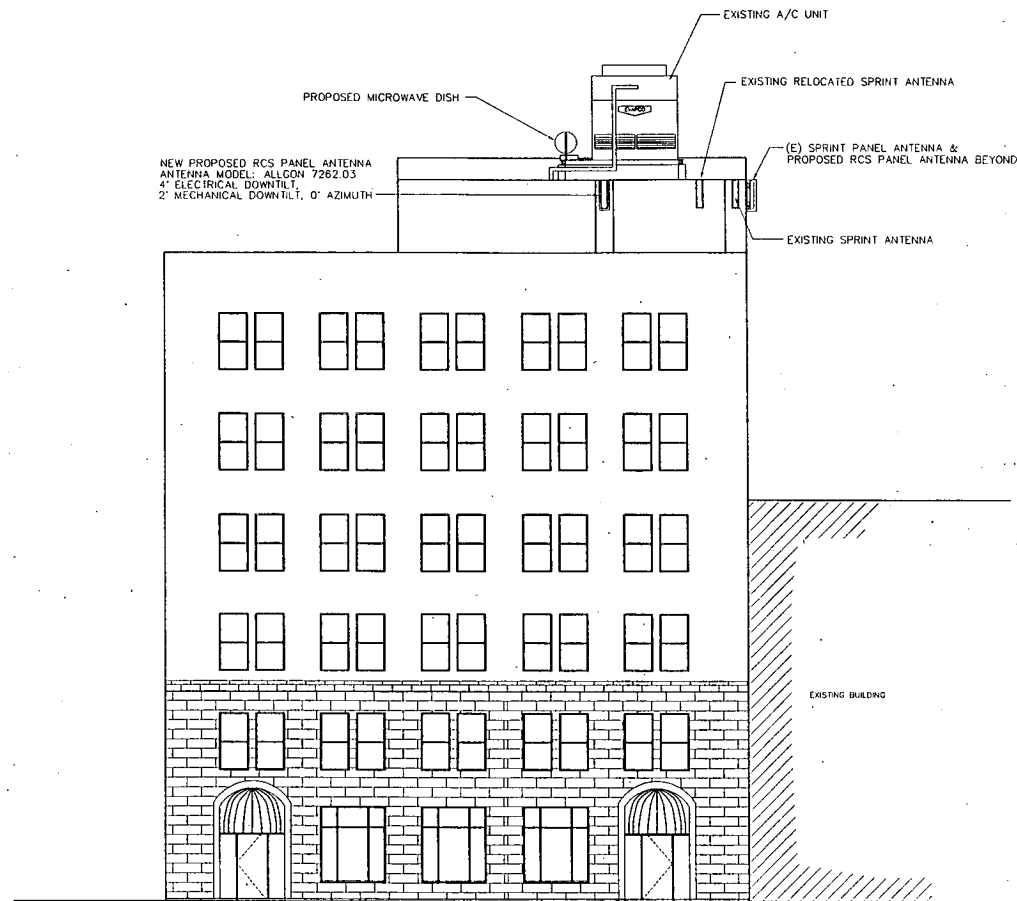 EXISTING A/C UNIT
EXISTING RELOCATED SPRINT ANTENNA
PROPOSED MICROWAVE DISH
(E) SPRINT PANEL ANTENNA &
PROPOSED RCS PANEL ANTENNA BEYOND
NEW PROPOSED RCS PANEL ANTENNA
ANTENNA MODEL: ALLGON 7262.03
4° ELECTRICAL DOWNTILT,
2° MECHANICAL DOWNTILT, 0° AZIMUTH
EXISTING SPRINT ANTENNA
EXISTING BUILDING